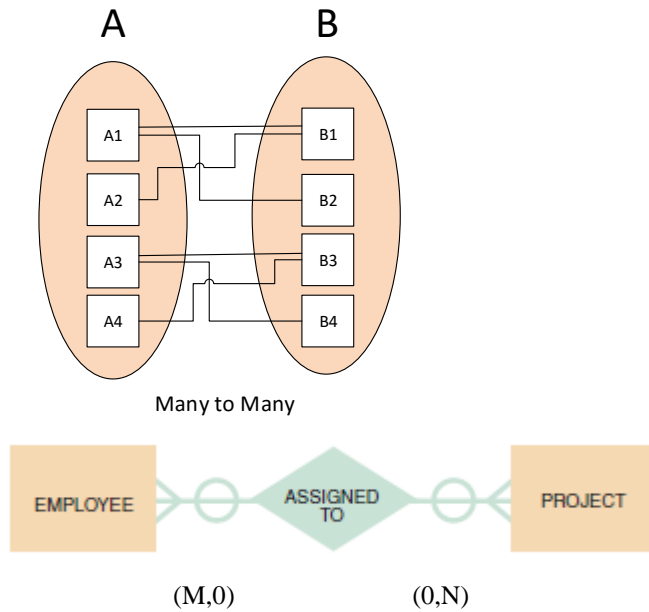 A B
A1 B1
A2 B2
A3 B3
A4 B4
Many to Many
EMPLOYEE ASSIGNED TO PROJECT
(M,0) (0,N)